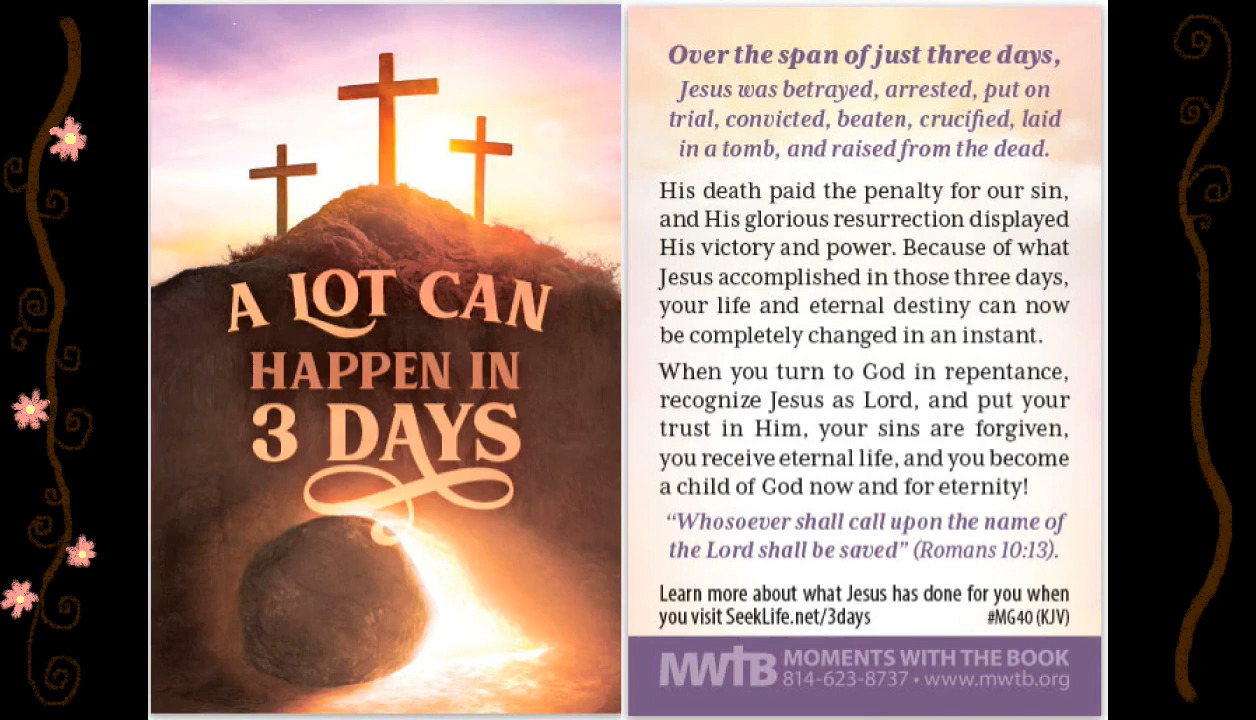 A LOT CAN
HAPPEN IN
3 DAYS
Over the span of just three days,
Jesus was betrayed, arrested, put on
trial, convicted, beaten, crucified, laid
in a tomb, and raised from the dead.
His death paid the penalty for our sin,
and His glorious resurrection displayed
His victory and power. Because of what
Jesus accomplished in those three days,
your life and eternal destiny can now
be completely changed in an instant.
When you turn to God in repentance,
recognize Jesus as Lord, and put your
trust in Him, your sins are forgiven,
you receive eternal life, and you become
a child of God now and for eternity!
“Whosoever shall call upon the name of
the Lord shall be saved” (Romans 10:13).
Learn more about what Jesus has done for you when
you visit SeekLife.net/3days #MG40 (KJV)
MWTB MOMENTS WITH THE BOOK
814-623-8737 • www.mwtb.org